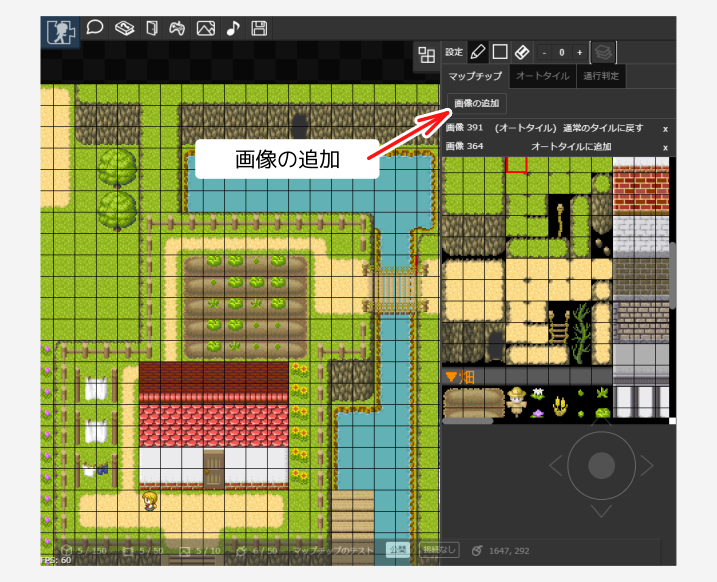 設定
- 0 +
マップチップ オートタイル 通行判定
画像の追加
画像 391 (オートタイル) 通常のタイルに戻す x
画像 364 オートタイルに追加 x
画像の追加
▼畑
5 / 150 5 / 50 5 / 10 6 / 50 マップチップのテスト 公開 接続なし 1647, 292
FPS: 60